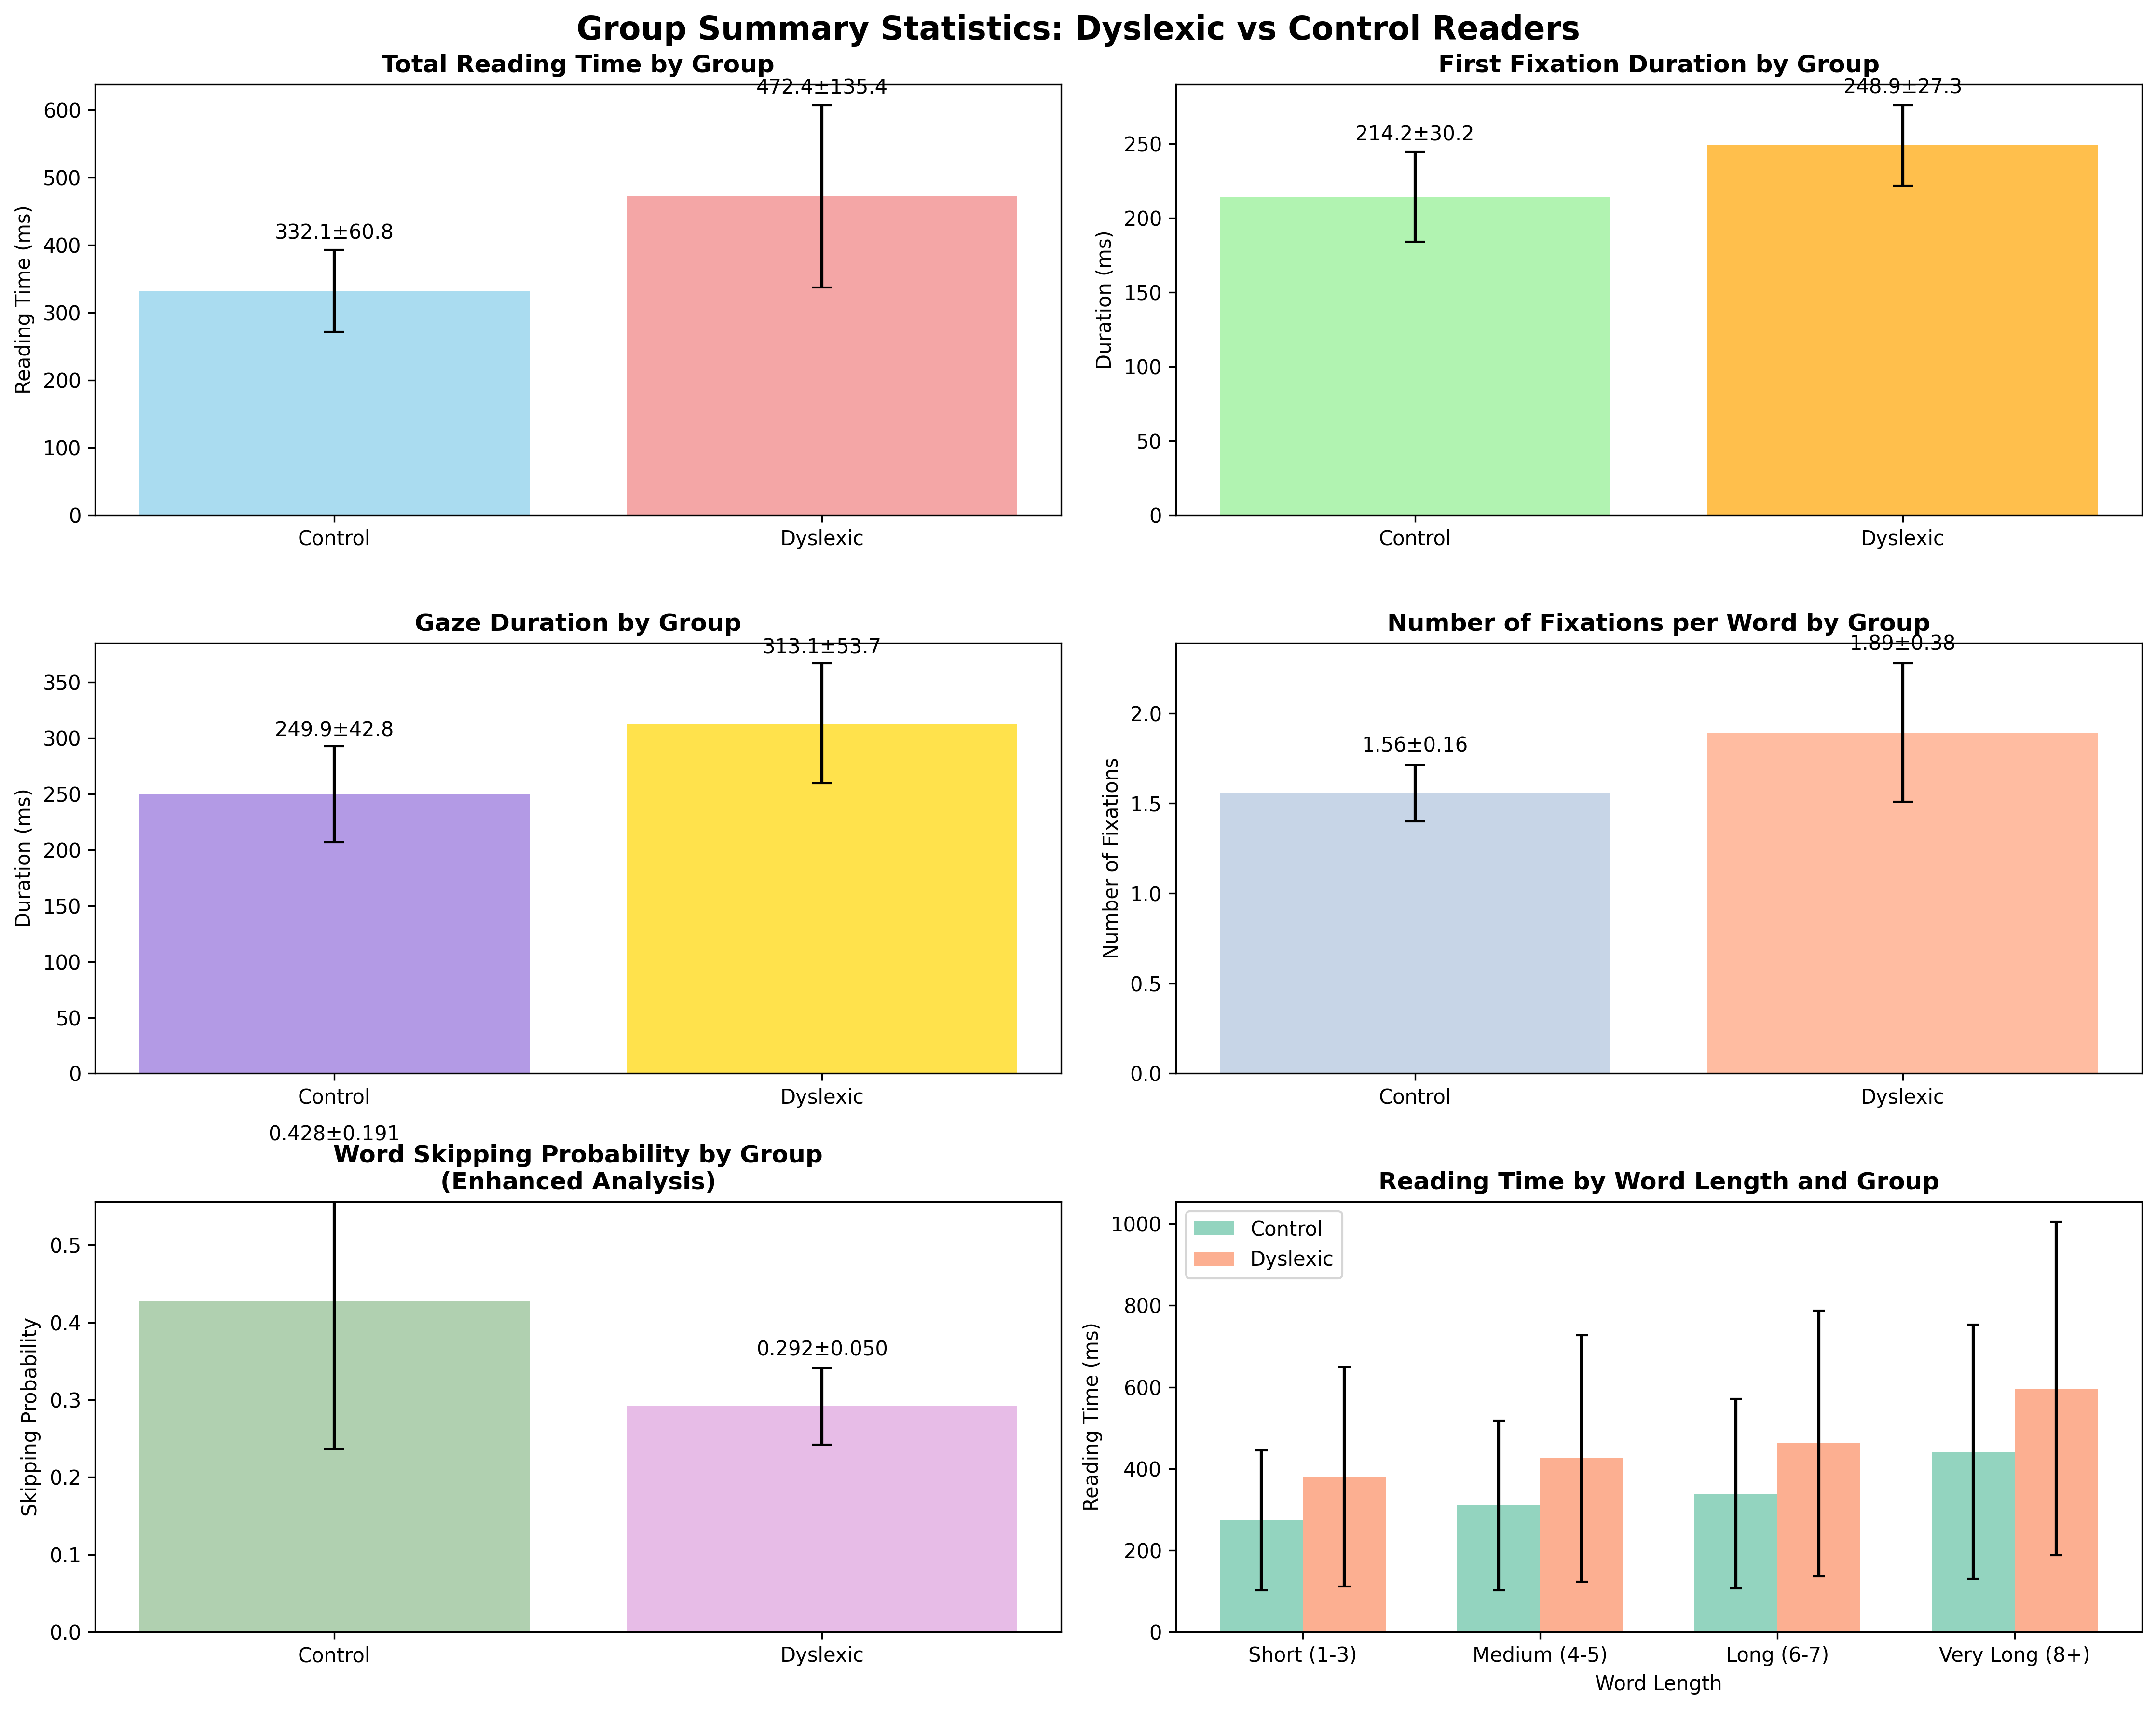 Group Summary Statistics: Dyslexic vs Control Readers
Total Reading Time by Group
472.4±135.4
332.1±60.8
Reading Time (ms)
600
500
400
300
200
100
0
Control
Dyslexic
First Fixation Duration by Group
248.9±27.3
214.2±30.2
Duration (ms)
250
200
150
100
50
0
Control
Dyslexic
Gaze Duration by Group
313.1±53.7
249.9±42.8
Duration (ms)
350
300
250
200
150
100
50
0
Control
Dyslexic
Number of Fixations per Word by Group
1.89±0.38
1.56±0.16
Number of Fixations
2.0
1.5
1.0
0.5
0.0
Control
Dyslexic
0.428±0.191
Word Skipping Probability by Group
(Enhanced Analysis)
0.292±0.050
Skipping Probability
0.5
0.4
0.3
0.2
0.1
0.0
Control
Dyslexic
Reading Time by Word Length and Group
Control
Dyslexic
Reading Time (ms)
1000
800
600
400
200
0
Short (1-3)
Medium (4-5)
Long (6-7)
Very Long (8+)
Word Length